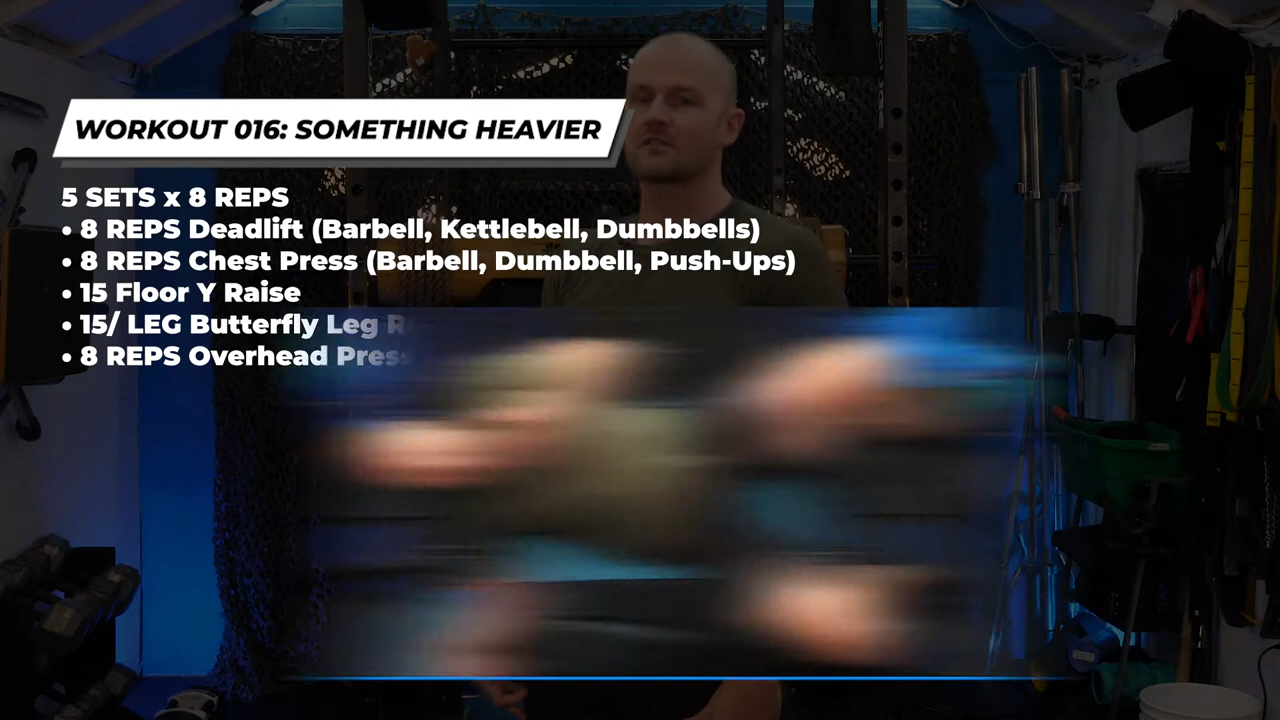 WORKOUT 016: SOMETHING HEAVIER
5 SETS x 8 REPS
• 8 REPS Deadlift (Barbell, Kettlebell, Dumbbells)
• 8 REPS Chest Press (Barbell, Dumbbell, Push-Ups)
• 15 Floor Y Raise
• 15/ LEG Butterfly Leg
• 8 REPS Overhead Press